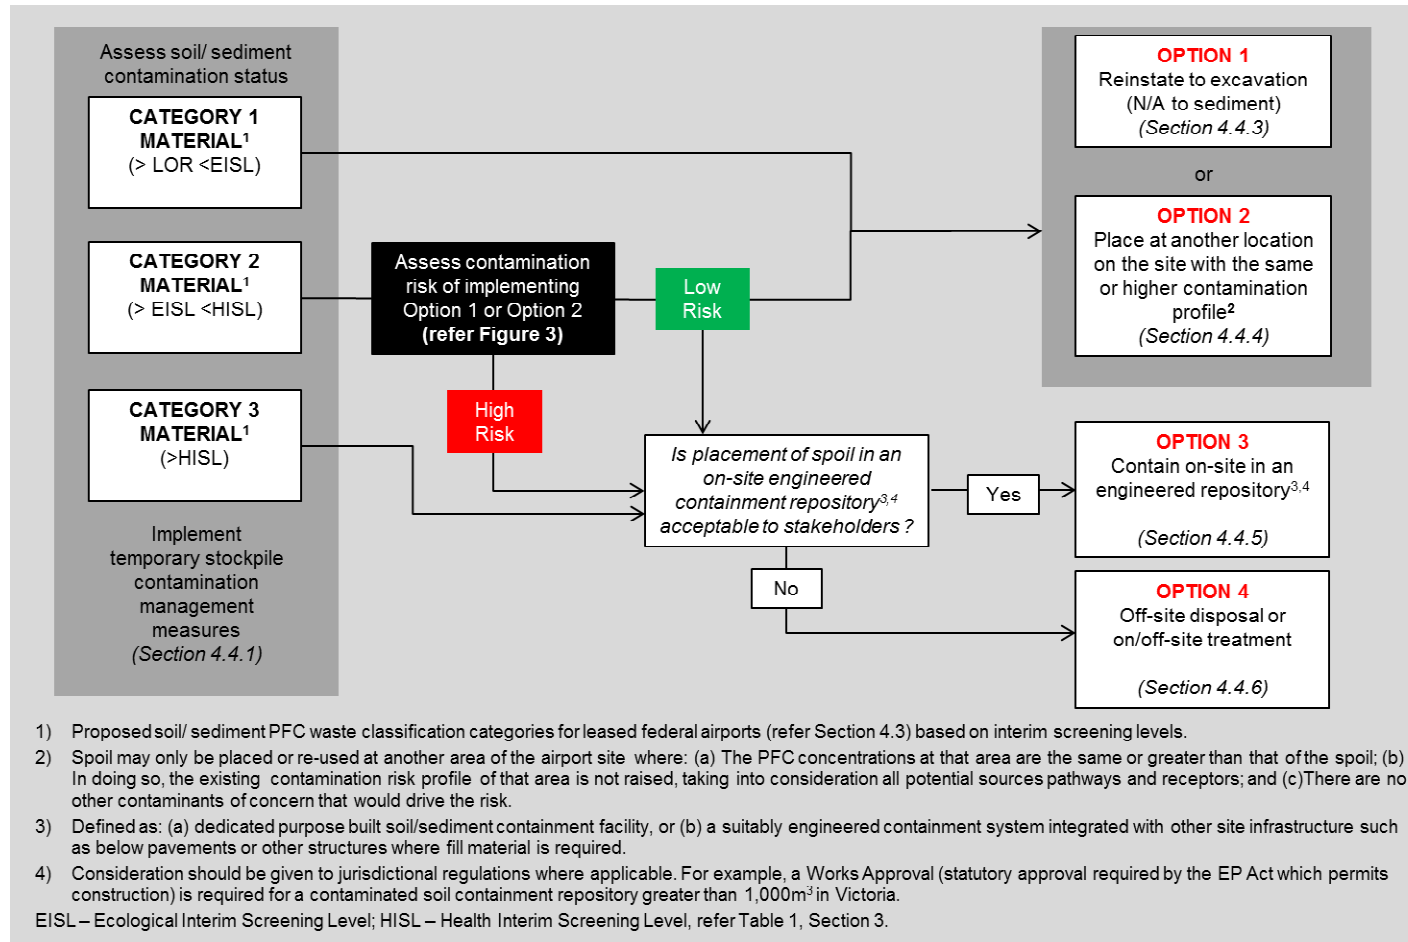 Assess soil/ sediment
contamination status
CATEGORY 1
MATERIAL¹
(> LOR <EISL)
CATEGORY 2
MATERIAL¹
(> EISL <HISL)
CATEGORY 3
MATERIAL¹
(>HISL)
Implement
temporary stockpile
contamination
management
measures
(Section 4.4.1)
Assess contamination
risk of implementing
Option 1 or Option 2
(refer Figure 3)
Low
Risk
High
Risk
Is placement of spoil in an
on-site engineered
containment repository³,⁴
acceptable to stakeholders ?
Yes
No
OPTION 1
Reinstate to excavation
(N/A to sediment)
(Section 4.4.3)
or
OPTION 2
Place at another location
on the site with the same
or higher contamination
profile²
(Section 4.4.4)
OPTION 3
Contain on-site in an
engineered repository³,⁴
(Section 4.4.5)
OPTION 4
Off-site disposal or
on/off-site treatment
(Section 4.4.6)
1) Proposed soil/ sediment PFC waste classification categories for leased federal airports (refer Section 4.3) based on interim screening levels.
2) Spoil may only be placed or re-used at another area of the airport site where: (a) The PFC concentrations at that area are the same or greater than that of the spoil; (b)
In doing so, the existing contamination risk profile of that area is not raised, taking into consideration all potential sources pathways and receptors; and (c)There are no
other contaminants of concern that would drive the risk.
3) Defined as: (a) dedicated purpose built soil/sediment containment facility, or (b) a suitably engineered containment system integrated with other site infrastructure such
as below pavements or other structures where fill material is required.
4) Consideration should be given to jurisdictional regulations where applicable. For example, a Works Approval (statutory approval required by the EP Act which permits
construction) is required for a contaminated soil containment repository greater than 1,000m³ in Victoria.
EISL – Ecological Interim Screening Level; HISL – Health Interim Screening Level, refer Table 1, Section 3.